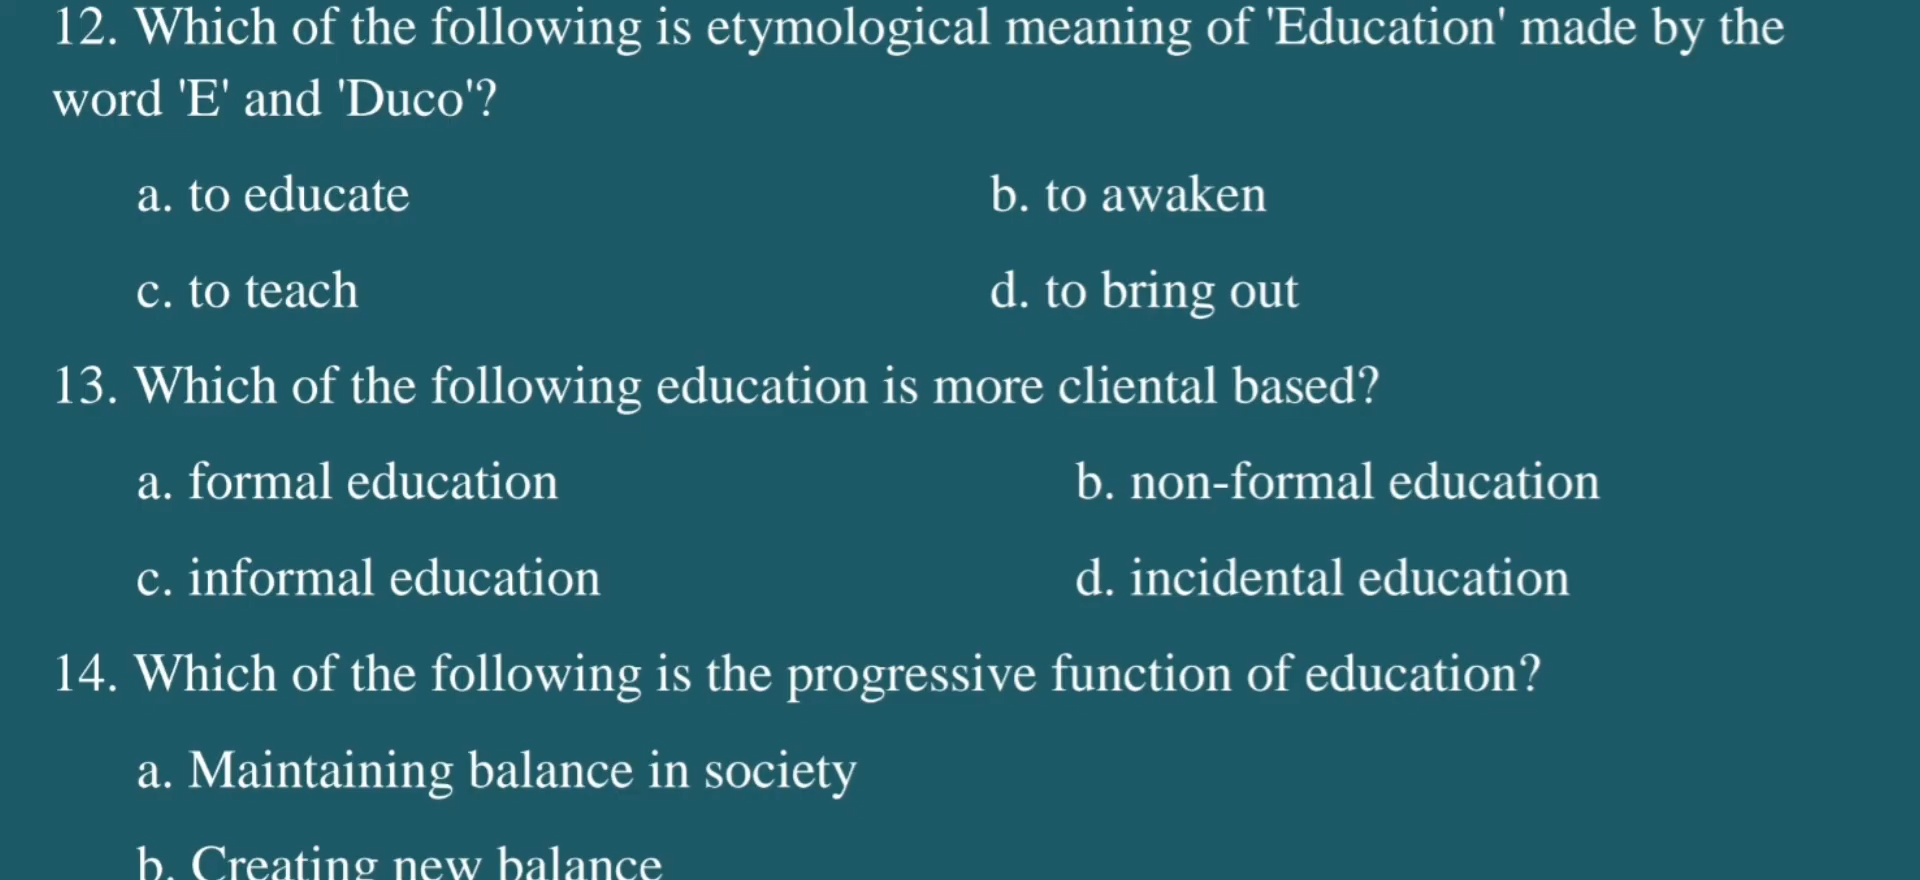 12. Which of the following is etymological meaning of 'Education' made by the
word 'E' and 'Duco'?
a. to educate b. to awaken
c. to teach d. to bring out
13. Which of the following education is more cliental based?
a. formal education b. non-formal education
c. informal education d. incidental education
14. Which of the following is the progressive function of education?
a. Maintaining balance in society
b. Creating new balance